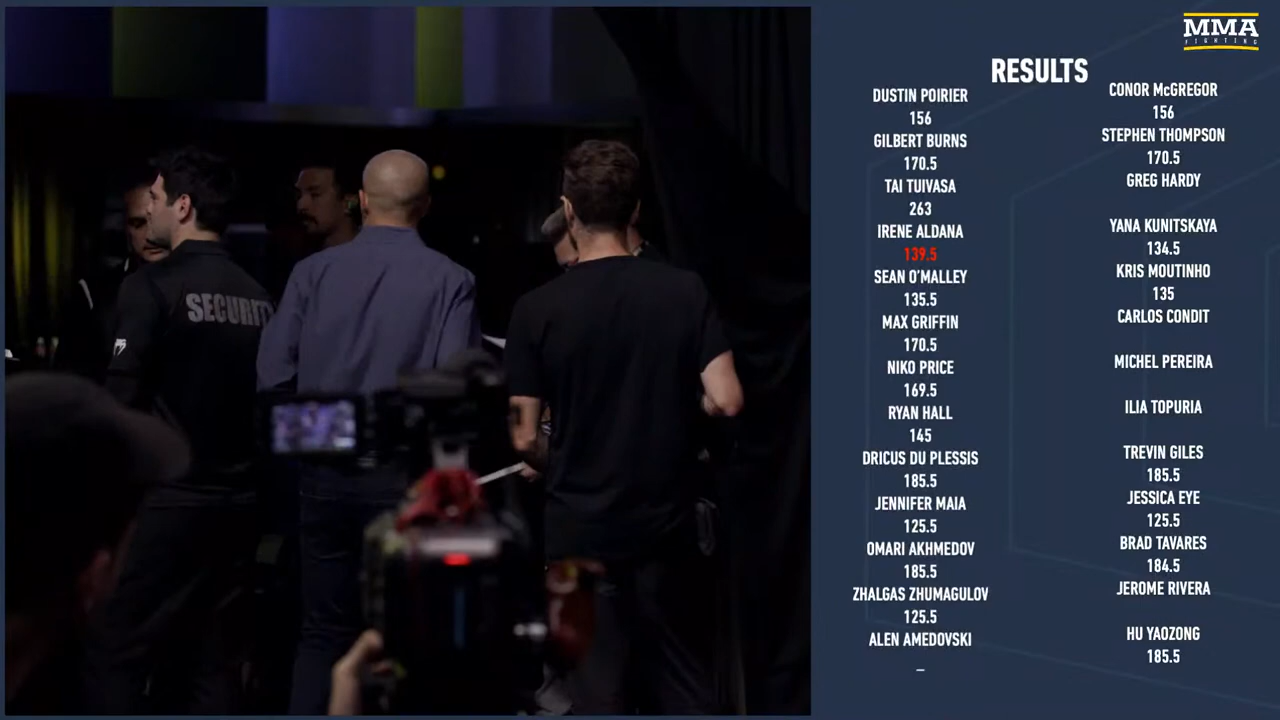 MMA
FIGHTING
RESULTS
DUSTIN POIRIER
156
GILBERT BURNS
170.5
TAI TUIVASA
263
IRENE ALDANA
139.5
SEAN O'MALLEY
135.5
MAX GRIFFIN
170.5
NIKO PRICE
169.5
RYAN HALL
145
DRICUS DU PLESSIS
185.5
JENNIFER MAIA
125.5
OMARI AKHMEDOV
185.5
ZHALGAS ZHUMAGULOV
125.5
ALEN AMEDOVSKI
–
CONOR McGREGOR
156
STEPHEN THOMPSON
170.5
GREG HARDY
YANA KUNITSKAYA
134.5
KRIS MOUTINHO
135
CARLOS CONDIT
MICHEL PEREIRA
ILIA TOPURIA
TREVIN GILES
185.5
JESSICA EYE
125.5
BRAD TAVARES
184.5
JEROME RIVERA
HU YAOZONG
185.5
SECURIT